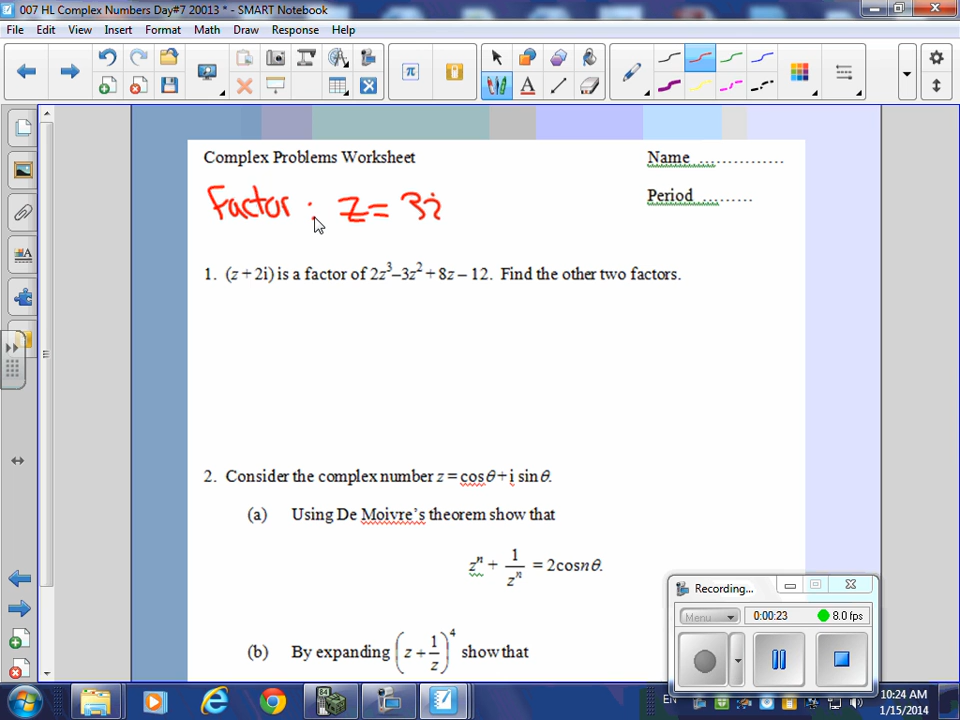 007 HL Complex Numbers Day#7 20013 * - SMART Notebook
File Edit View Insert Format Math Draw Response Help
Complex Problems Worksheet
Name ................
Period .........
Factor : z = 3i
1. (z + 2i) is a factor of 2z³–3z² + 8z – 12. Find the other two factors.
2. Consider the complex number z = cosθ + i sinθ.
(a) Using De Moivre's theorem show that
zⁿ + 1/zⁿ = 2cosnθ.
(b) By expanding (z + 1/z)⁴ show that
Recording...
Menu
0:00:23
8.0 fps
EN
10:24 AM
1/15/2014